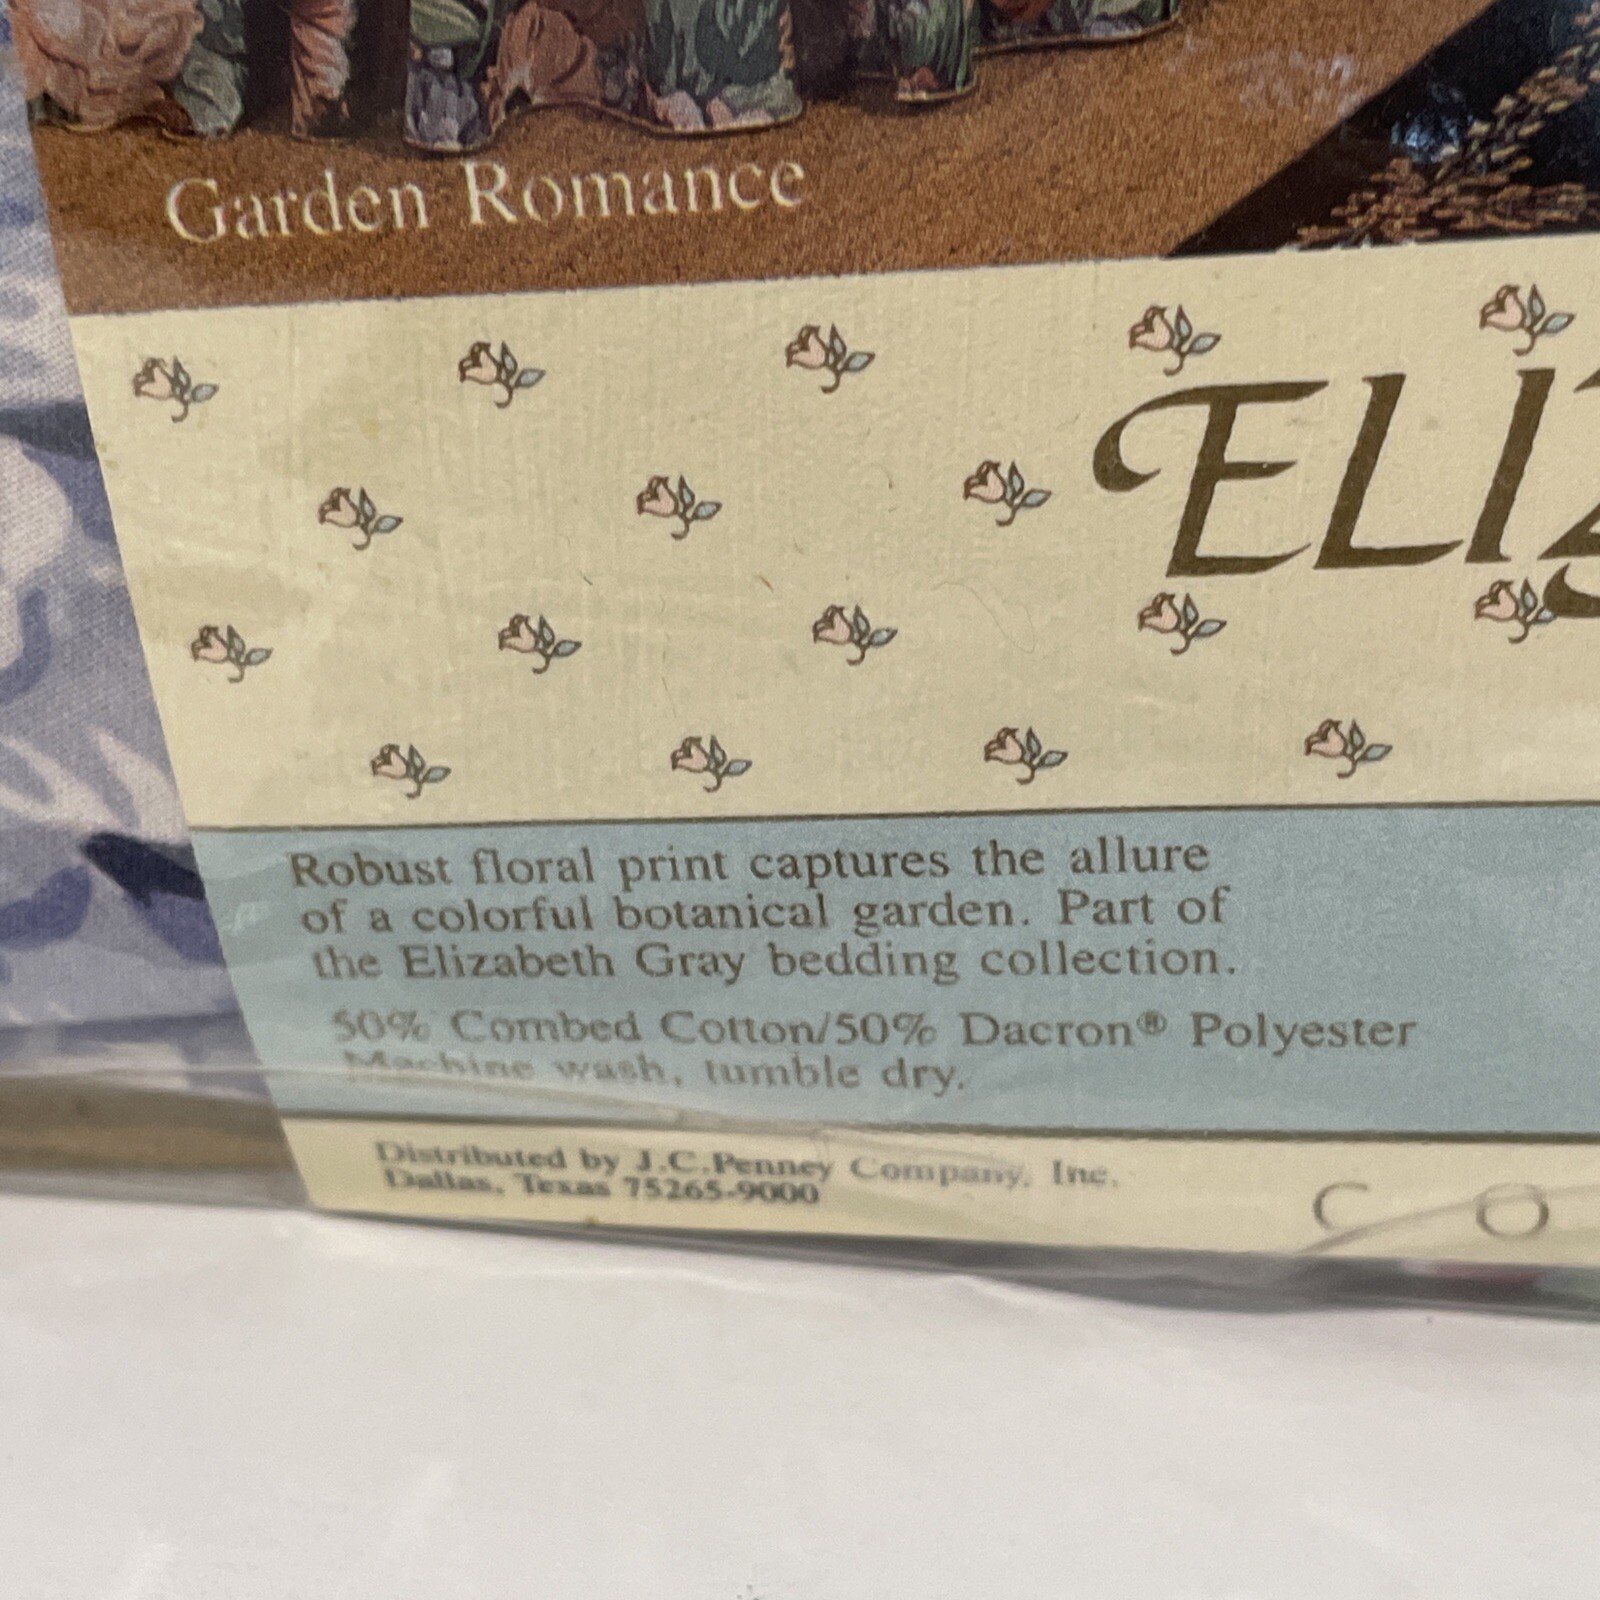 Garden Romance
ELIZ
Robust floral print captures the allure
of a colorful botanical garden. Part of
the Elizabeth Gray bedding collection.
50% Combed Cotton/50% Dacron® Polyester
Machine wash, tumble dry.
Distributed by J.C.Penney Company, Inc.
Dallas, Texas 75265-9000
C O